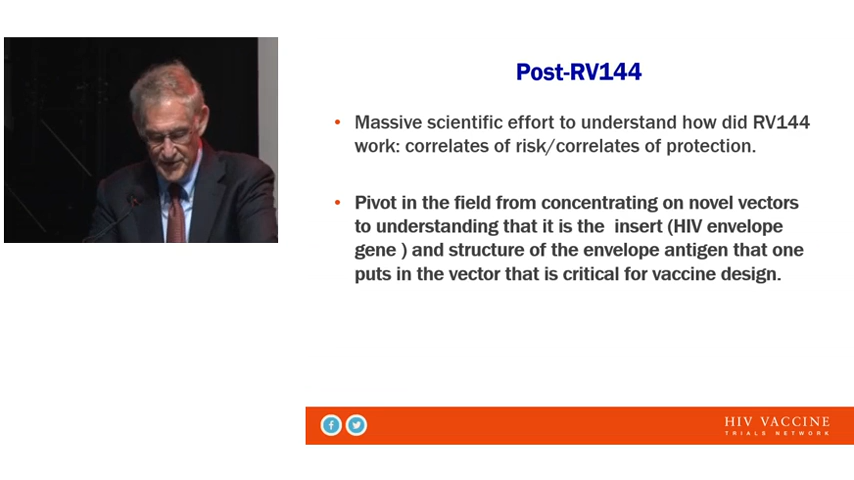 Post-RV144
• Massive scientific effort to understand how did RV144
work: correlates of risk/correlates of protection.
• Pivot in the field from concentrating on novel vectors
to understanding that it is the insert (HIV envelope
gene ) and structure of the envelope antigen that one
puts in the vector that is critical for vaccine design.
HIV VACCINE
TRIALS NETWORK